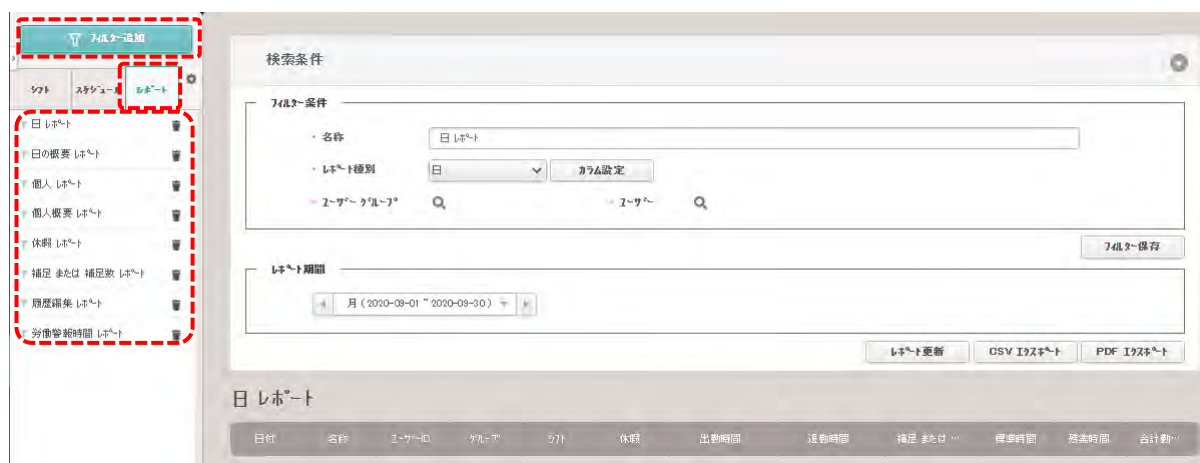 フィルター追加
シフト スケジュール レポート
日 レポート
日の概要 レポート
個人 レポート
個人概要 レポート
休暇 レポート
補足 または 補足数 レポート
履歴編集 レポート
労働警報時間 レポート
検索条件
フィルター条件
・ 名称 日 レポート
・ レポート種別 日 カラム設定
ユーザー グループ ユーザー
フィルター保存
レポート期間
月 ( 2020-09-01 ~ 2020-09-30 )
レポート更新 CSV エクスポート PDF エクスポート
日 レポート
日付 名称 ユーザーID グループ シフト 休暇 出勤時間 退勤時間 補足 または … 標準時間 残業時間 合計勤…